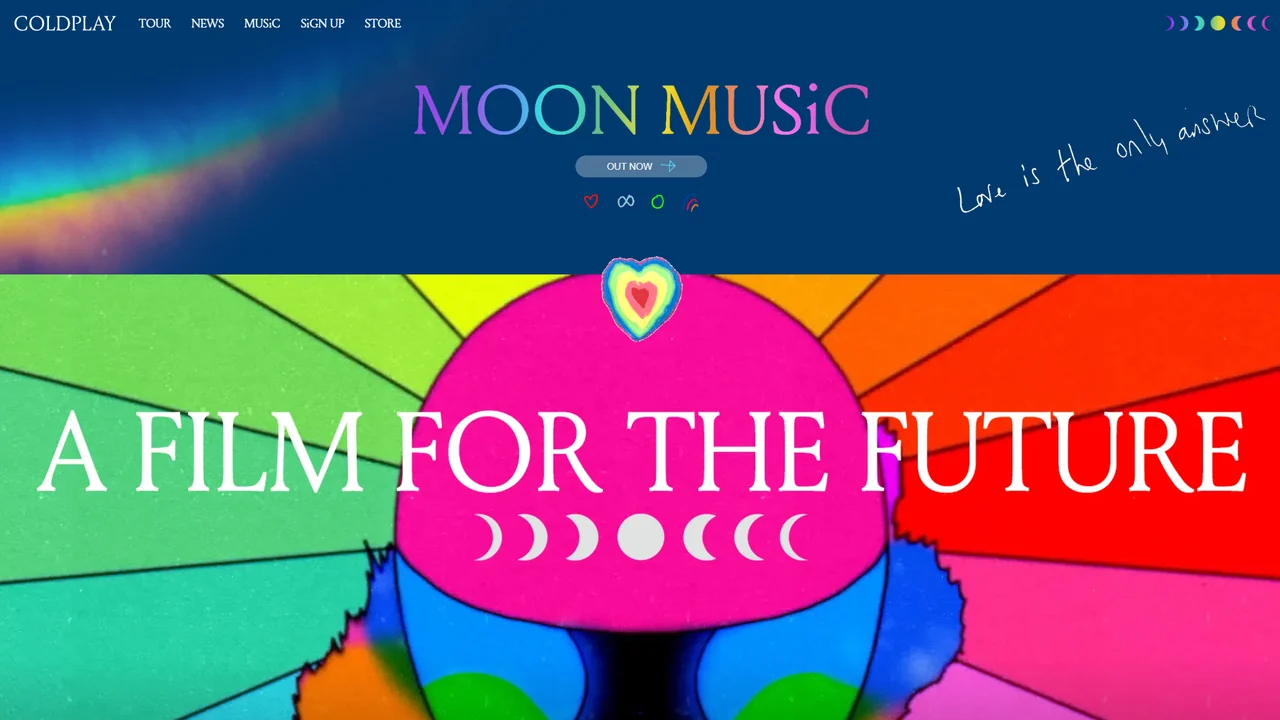 COLDPLAY TOUR NEWS MUSiC SiGN UP STORE
MOON MUSiC
OUT NOW
Love is the only answer
A FILM FOR THE FUTURE